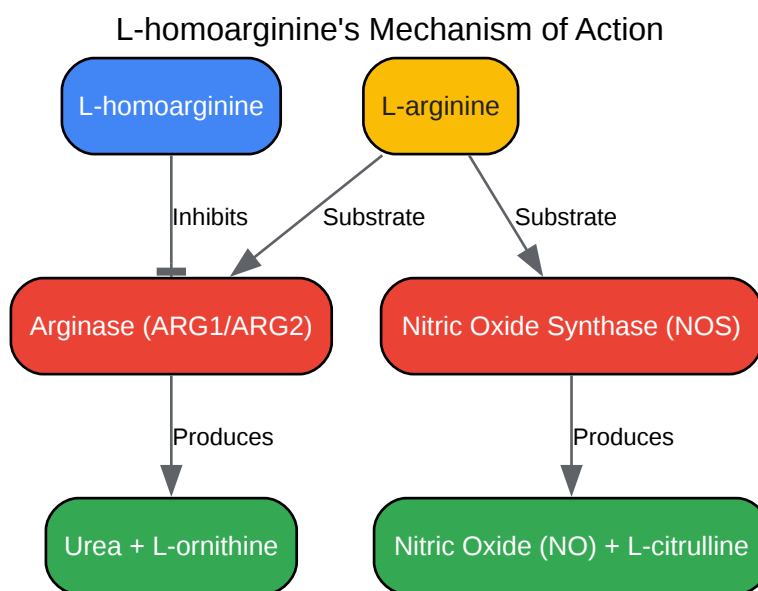 L-homoarginine's Mechanism of Action
L-homoarginine
L-arginine
Inhibits
Substrate
Substrate
Arginase (ARG1/ARG2)
Nitric Oxide Synthase (NOS)
Produces
Produces
Urea + L-ornithine
Nitric Oxide (NO) + L-citrulline